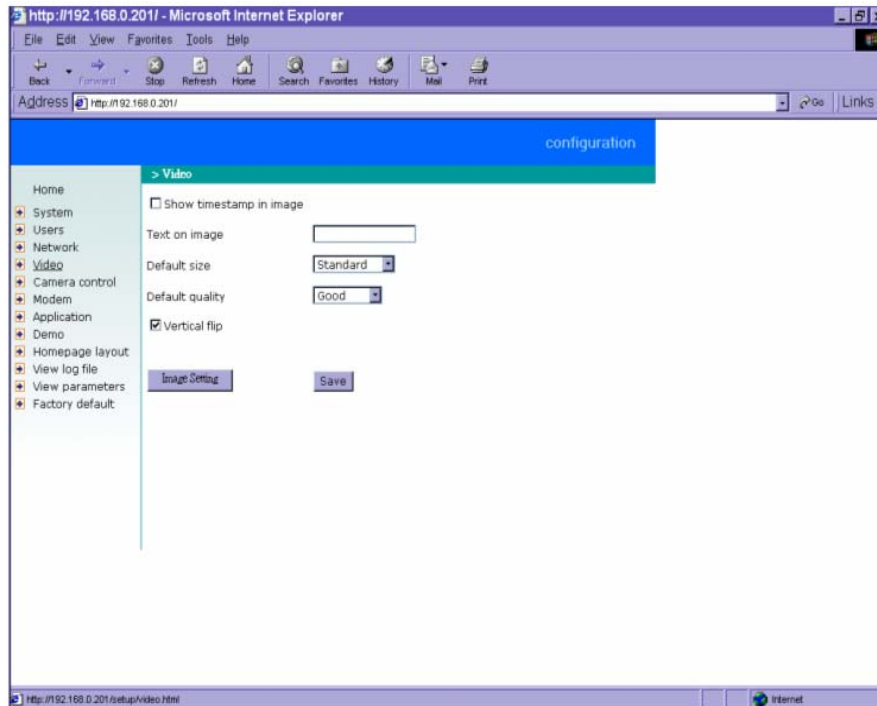 http://192.168.0.201/ - Microsoft Internet Explorer
File Edit View Favorites Tools Help
Back Forward Stop Refresh Home Search Favorites History Mail Print
Address http://192.168.0.201/ Go Links
configuration
> Video
Home
System
Users
Network
Video
Camera control
Modem
Application
Demo
Homepage layout
View log file
View parameters
Factory default
Show timestamp in image
Text on image
Default size Standard
Default quality Good
Vertical flip
Image Setting Save
http://192.168.0.201/setup/video.html Internet